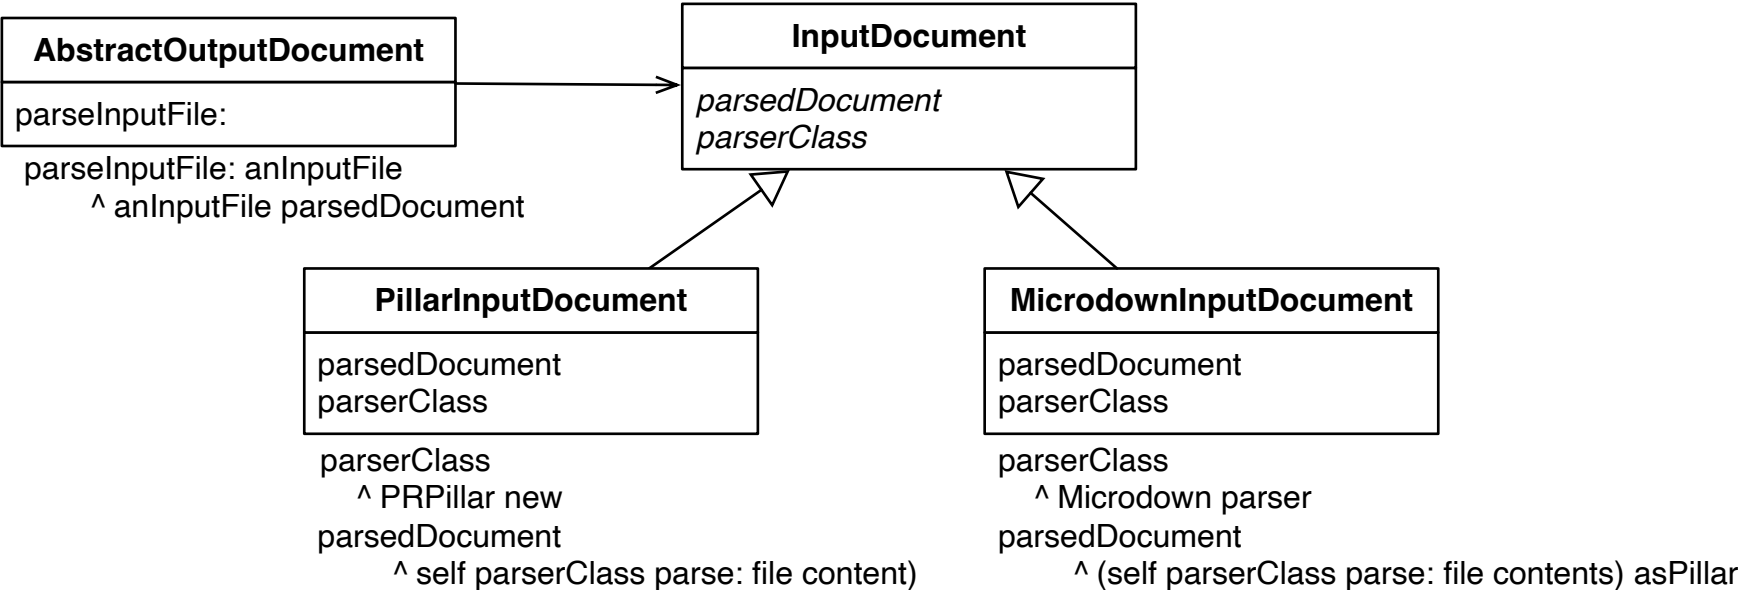 AbstractOutputDocument
parseInputFile:
parseInputFile: anInputFile
^ anInputFile parsedDocument
InputDocument
parsedDocument
parserClass
PillarInputDocument
parsedDocument
parserClass
parserClass
^ PRPillar new
parsedDocument
^ self parserClass parse: file content)
MicrodownInputDocument
parsedDocument
parserClass
parserClass
^ Microdown parser
parsedDocument
^ (self parserClass parse: file contents) asPillar